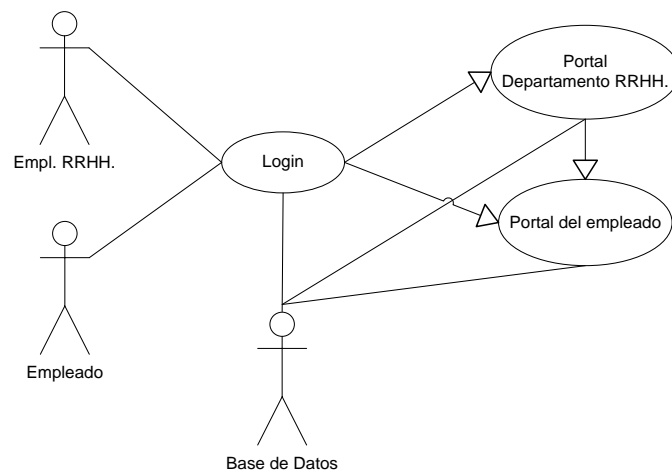 Portal
Departamento RRHH.
Empl. RRHH.
Login
Portal del empleado
Empleado
Base de Datos